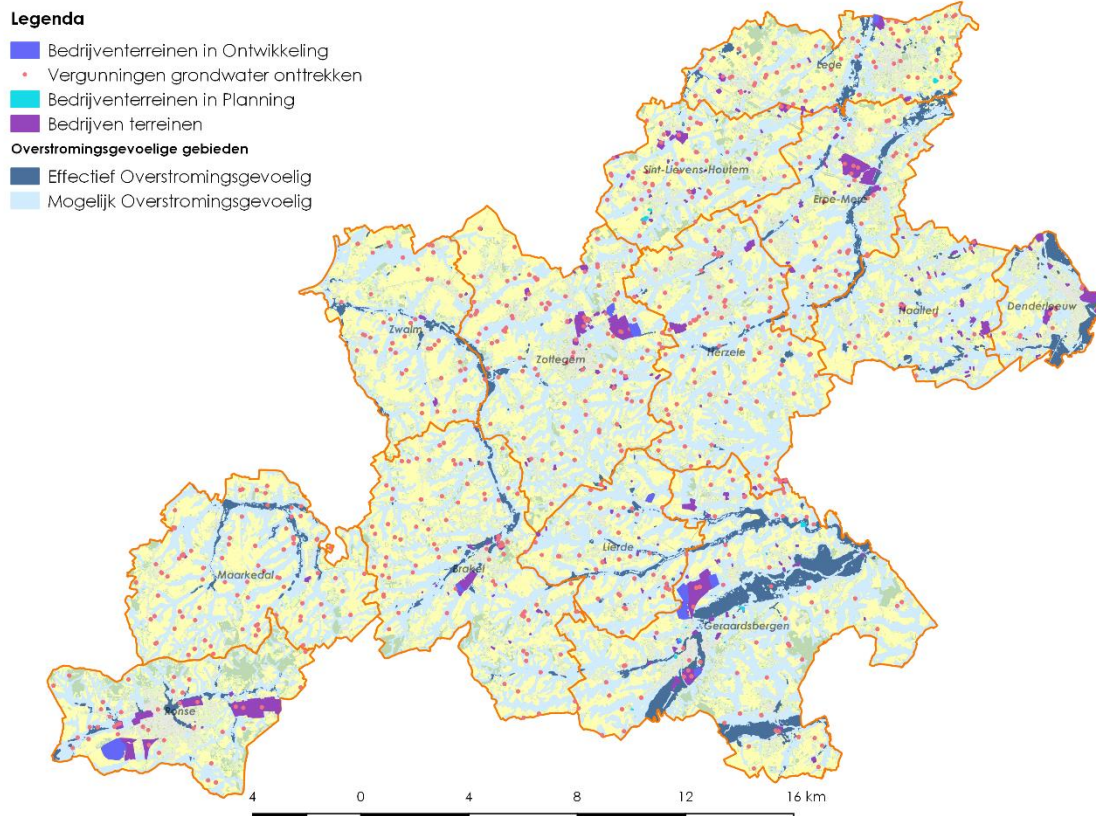 Legenda
Bedrijventerreinen in Ontwikkeling
Vergunningen grondwater onttrekken
Bedrijventerreinen in Planning
Bedrijven terreinen
Overstromingsgevoelige gebieden
Effectief Overstromingsgevoelig
Mogelijk Overstromingsgevoelig
Lede
Sint-Lievens-Houtem
Erpe-Mere
Haaltert
Denderleeuw
Zwalm
Zottegem
Herzele
Lierde
Brakel
Maarkedal
Geraardsbergen
Ronse
4 0 4 8 12 16 km